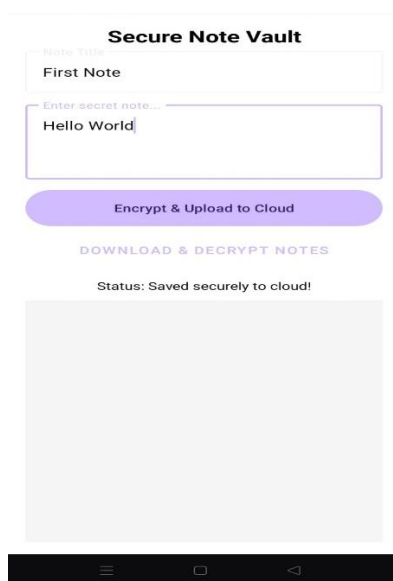 Secure Note Vault
Note Title
First Note
Enter secret note...
Hello World
Encrypt & Upload to Cloud
DOWNLOAD & DECRYPT NOTES
Status: Saved securely to cloud!